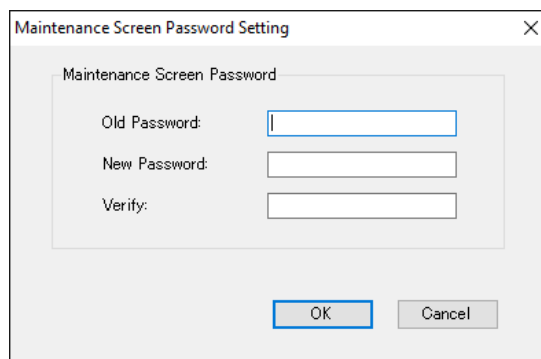 Maintenance Screen Password Setting
Maintenance Screen Password
Old Password:
New Password:
Verify:
OK
Cancel